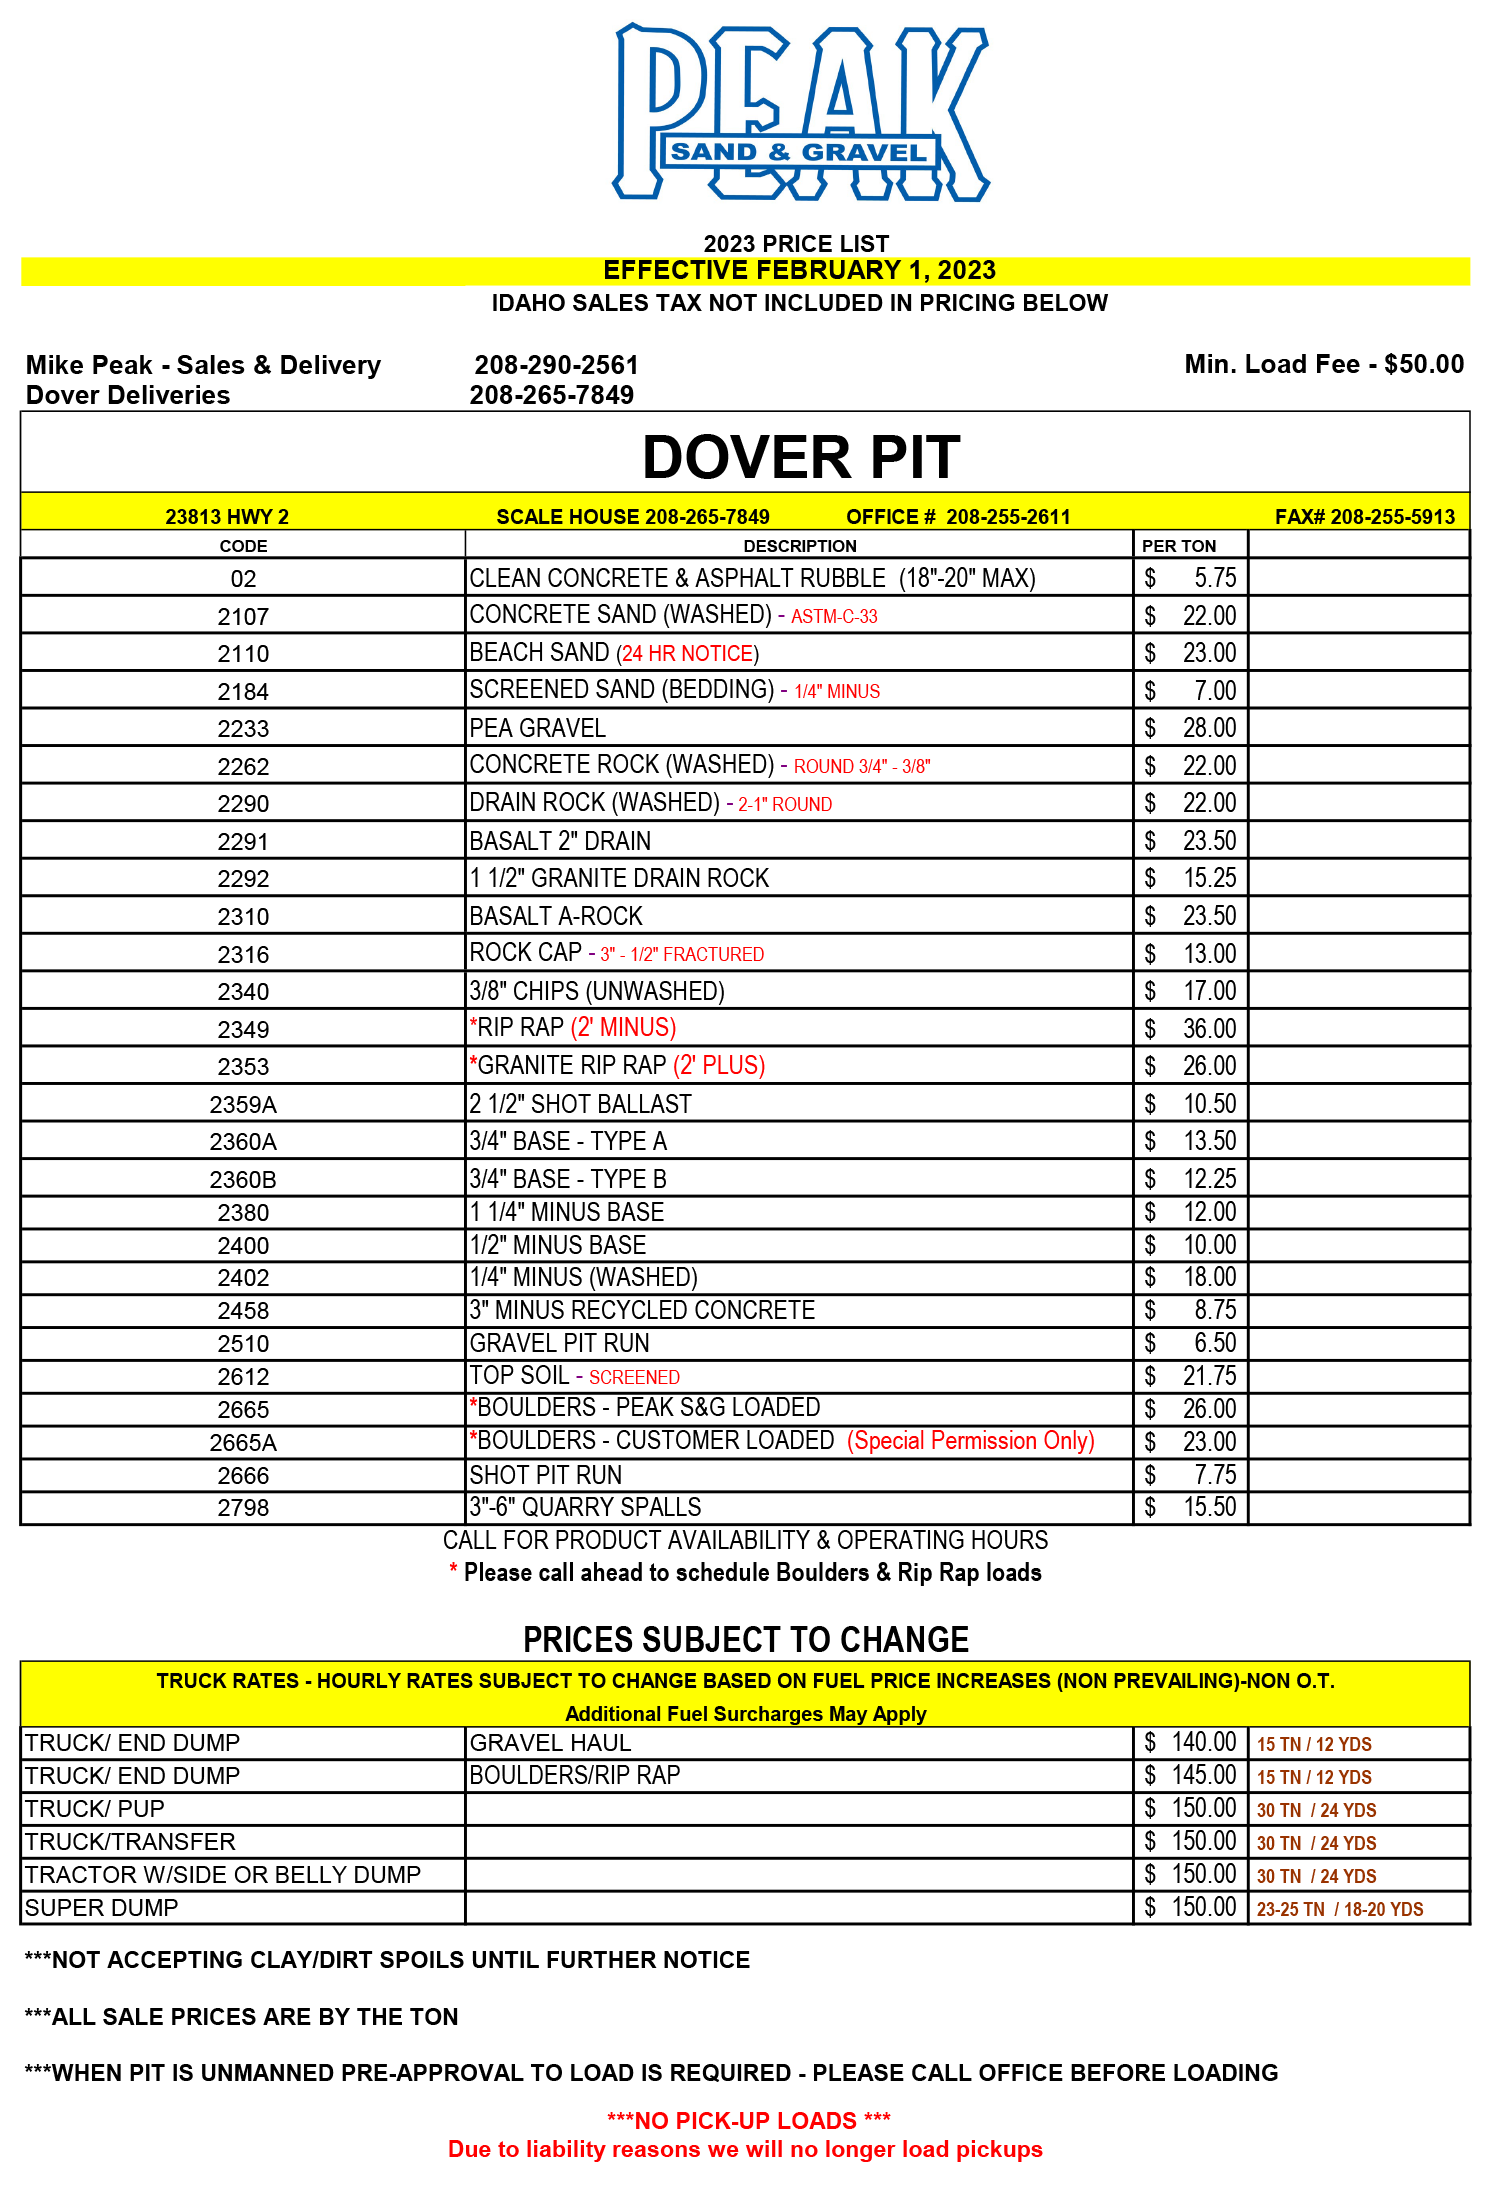 PEAK
SAND & GRAVEL
2023 PRICE LIST
EFFECTIVE FEBRUARY 1, 2023
IDAHO SALES TAX NOT INCLUDED IN PRICING BELOW
Mike Peak - Sales & Delivery 208-290-2561 Min. Load Fee - $50.00
Dover Deliveries 208-265-7849
DOVER PIT
23813 HWY 2 SCALE HOUSE 208-265-7849 OFFICE # 208-255-2611 FAX# 208-255-5913
CODE DESCRIPTION PER TON
02 CLEAN CONCRETE & ASPHALT RUBBLE (18"-20" MAX) $ 5.75
2107 CONCRETE SAND (WASHED) - ASTM-C-33 $ 22.00
2110 BEACH SAND (24 HR NOTICE) $ 23.00
2184 SCREENED SAND (BEDDING) - 1/4" MINUS $ 7.00
2233 PEA GRAVEL $ 28.00
2262 CONCRETE ROCK (WASHED) - ROUND 3/4" - 3/8" $ 22.00
2290 DRAIN ROCK (WASHED) - 2-1" ROUND $ 22.00
2291 BASALT 2" DRAIN $ 23.50
2292 1 1/2" GRANITE DRAIN ROCK $ 15.25
2310 BASALT A-ROCK $ 23.50
2316 ROCK CAP - 3" - 1/2" FRACTURED $ 13.00
2340 3/8" CHIPS (UNWASHED) $ 17.00
2349 *RIP RAP (2' MINUS) $ 36.00
2353 *GRANITE RIP RAP (2' PLUS) $ 26.00
2359A 2 1/2" SHOT BALLAST $ 10.50
2360A 3/4" BASE - TYPE A $ 13.50
2360B 3/4" BASE - TYPE B $ 12.25
2380 1 1/4" MINUS BASE $ 12.00
2400 1/2" MINUS BASE $ 10.00
2402 1/4" MINUS (WASHED) $ 18.00
2458 3" MINUS RECYCLED CONCRETE $ 8.75
2510 GRAVEL PIT RUN $ 6.50
2612 TOP SOIL - SCREENED $ 21.75
2665 *BOULDERS - PEAK S&G LOADED $ 26.00
2665A *BOULDERS - CUSTOMER LOADED (Special Permission Only) $ 23.00
2666 SHOT PIT RUN $ 7.75
2798 3"-6" QUARRY SPALLS $ 15.50
CALL FOR PRODUCT AVAILABILITY & OPERATING HOURS
* Please call ahead to schedule Boulders & Rip Rap loads
PRICES SUBJECT TO CHANGE
TRUCK RATES - HOURLY RATES SUBJECT TO CHANGE BASED ON FUEL PRICE INCREASES (NON PREVAILING)-NON O.T.
Additional Fuel Surcharges May Apply
TRUCK/ END DUMP GRAVEL HAUL $ 140.00 15 TN / 12 YDS
TRUCK/ END DUMP BOULDERS/RIP RAP $ 145.00 15 TN / 12 YDS
TRUCK/ PUP $ 150.00 30 TN / 24 YDS
TRUCK/TRANSFER $ 150.00 30 TN / 24 YDS
TRACTOR W/SIDE OR BELLY DUMP $ 150.00 30 TN / 24 YDS
SUPER DUMP $ 150.00 23-25 TN / 18-20 YDS
***NOT ACCEPTING CLAY/DIRT SPOILS UNTIL FURTHER NOTICE
***ALL SALE PRICES ARE BY THE TON
***WHEN PIT IS UNMANNED PRE-APPROVAL TO LOAD IS REQUIRED - PLEASE CALL OFFICE BEFORE LOADING
***NO PICK-UP LOADS ***
Due to liability reasons we will no longer load pickups